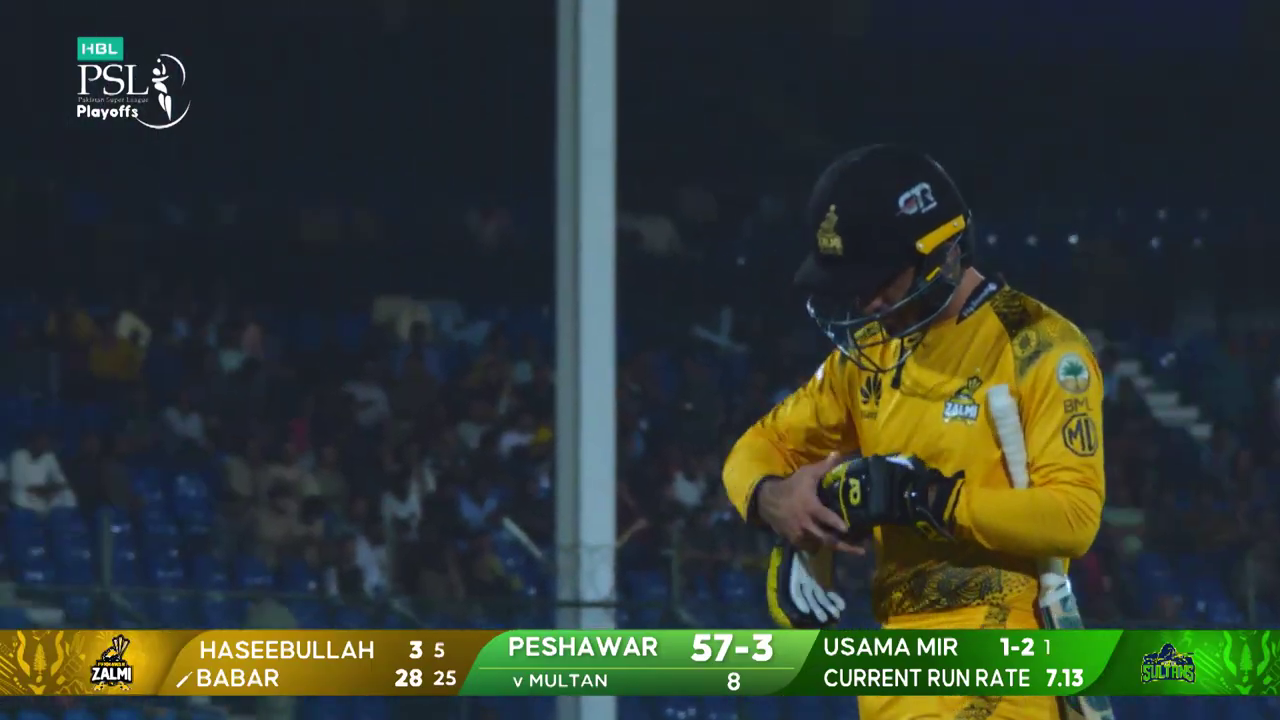 HBL
PSL
Pakistan Super League
Playoffs
ZALMI
BML
MG
ZALMI
HASEEBULLAH 3 5
BABAR 28 25
PESHAWAR 57-3
v MULTAN 8
USAMA MIR 1-2 1
CURRENT RUN RATE 7.13
SULTANS